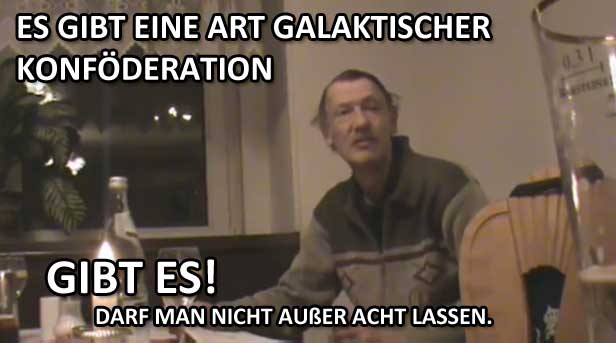 ES GIBT EINE ART GALAKTISCHER
KONFÖDERATION
0,3 l
GIBT ES!
DARF MAN NICHT AUßER ACHT LASSEN.